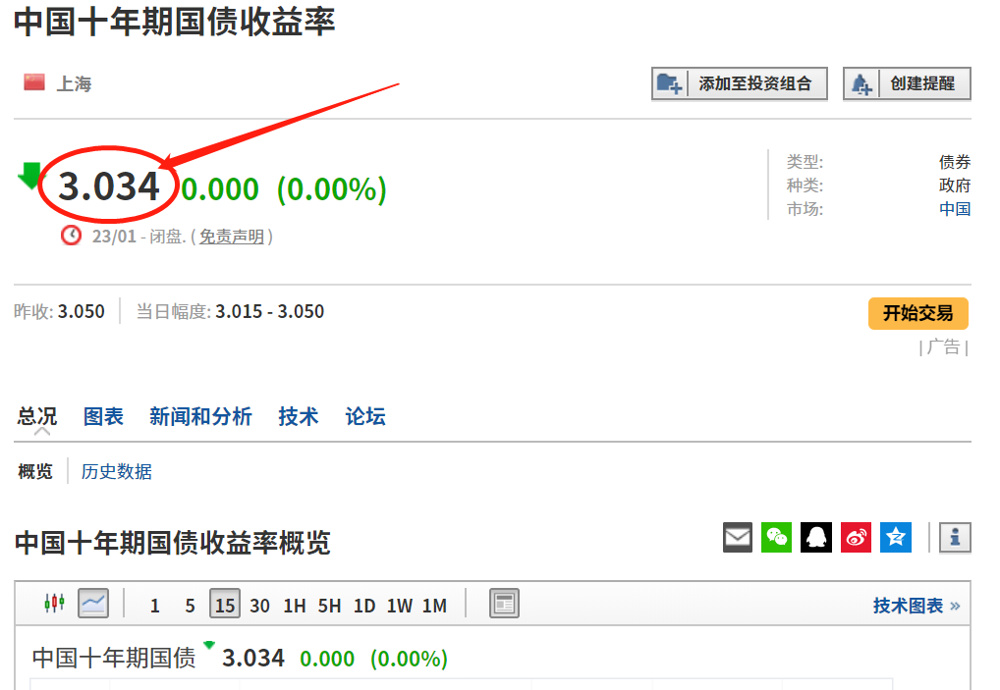 中国十年期国债收益率
上海
添加至投资组合 创建提醒
3.034 0.000 (0.00%)
23/01 - 闭盘. ( 免责声明 )
类型: 债券
种类: 政府
市场: 中国
昨收: 3.050 当日幅度: 3.015 - 3.050
开始交易
| 广告 |
总况 图表 新闻和分析 技术 论坛
概览 历史数据
中国十年期国债收益率概览
1 5 15 30 1H 5H 1D 1W 1M 技术图表 »
中国十年期国债 3.034 0.000 (0.00%)